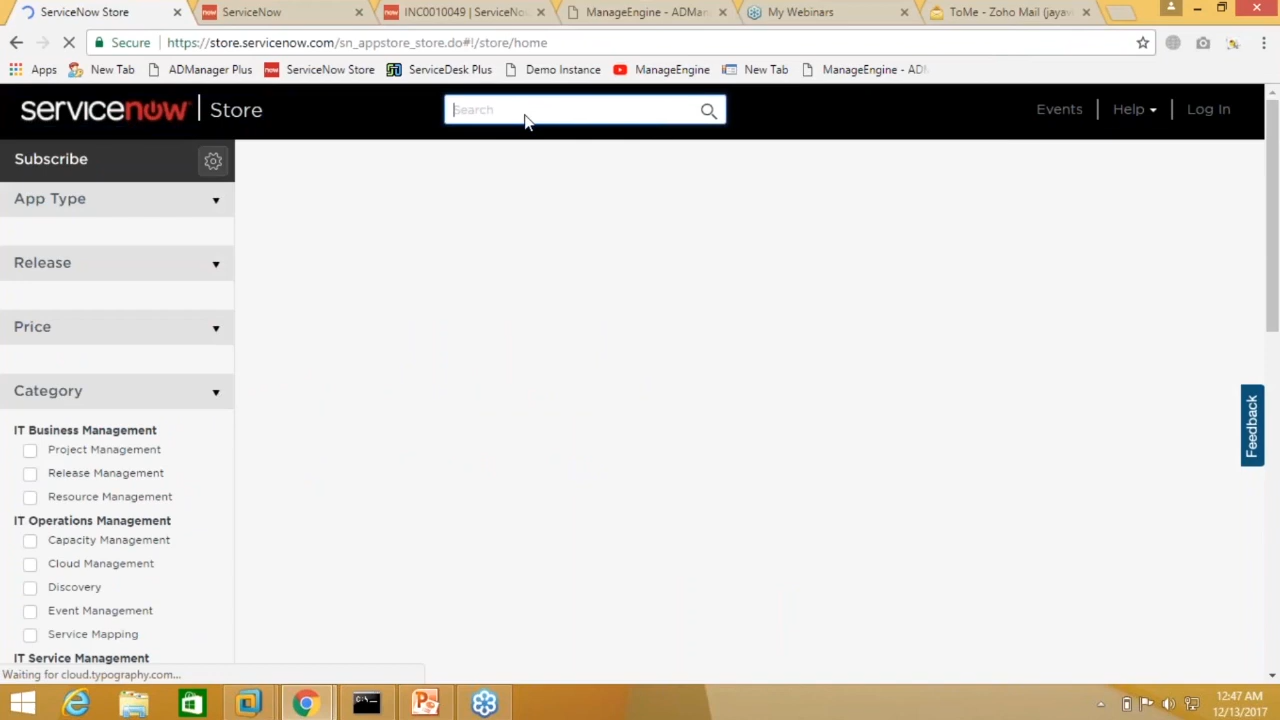 ServiceNow Store
ServiceNow
INC0010049 | ServiceNo
ManageEngine - ADMan
My Webinars
ToMe - Zoho Mail (jayav
Secure
https://store.servicenow.com/sn_appstore_store.do#!/store/home
Apps
New Tab
ADManager Plus
ServiceNow Store
ServiceDesk Plus
Demo Instance
ManageEngine
New Tab
ManageEngine - ADM
servicenow | Store
Search
Events
Help
Log In
Subscribe
App Type
Release
Price
Category
IT Business Management
Project Management
Release Management
Resource Management
IT Operations Management
Capacity Management
Cloud Management
Discovery
Event Management
Service Mapping
IT Service Management
Feedback
Waiting for cloud.typography.com...
12:47 AM
12/13/2017